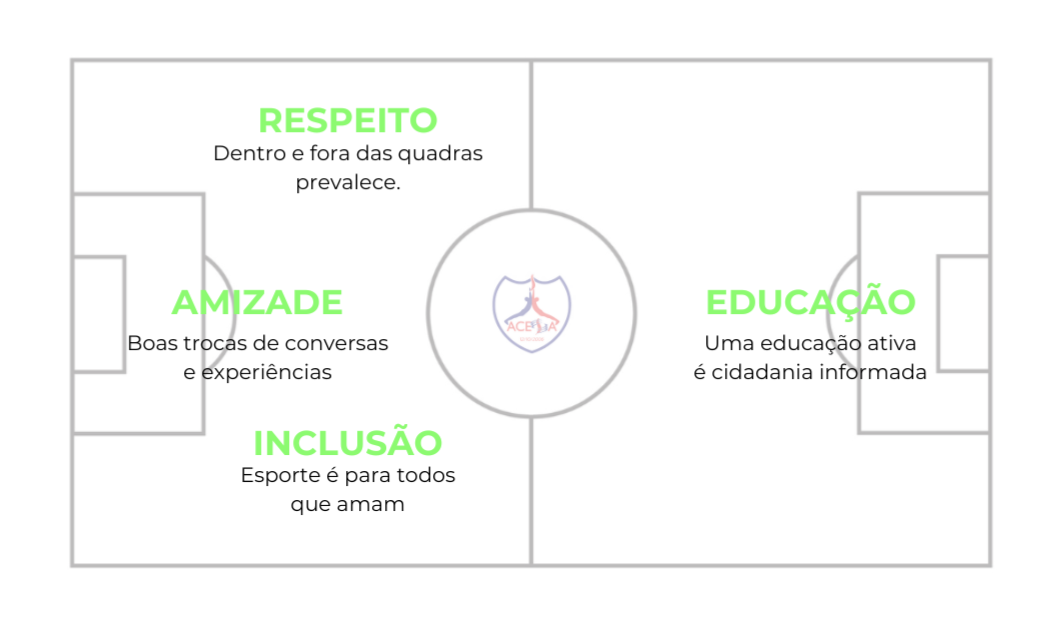 RESPEITO
Dentro e fora das quadras
prevalece.
AMIZADE
Boas trocas de conversas
e experiências
INCLUSÃO
Esporte é para todos
que amam
EDUCAÇÃO
Uma educação ativa
é cidadania informada